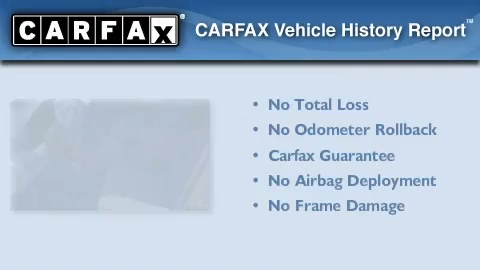 CARFAX® CARFAX Vehicle History Report™
• No Total Loss
• No Odometer Rollback
• Carfax Guarantee
• No Airbag Deployment
• No Frame Damage